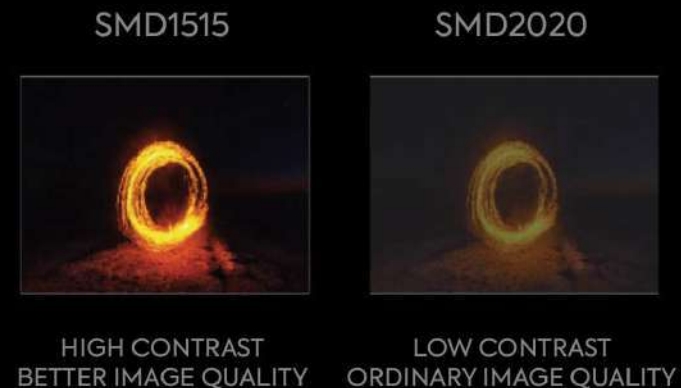 SMD1515
SMD2020
HIGH CONTRAST
BETTER IMAGE QUALITY
LOW CONTRAST
ORDINARY IMAGE QUALITY